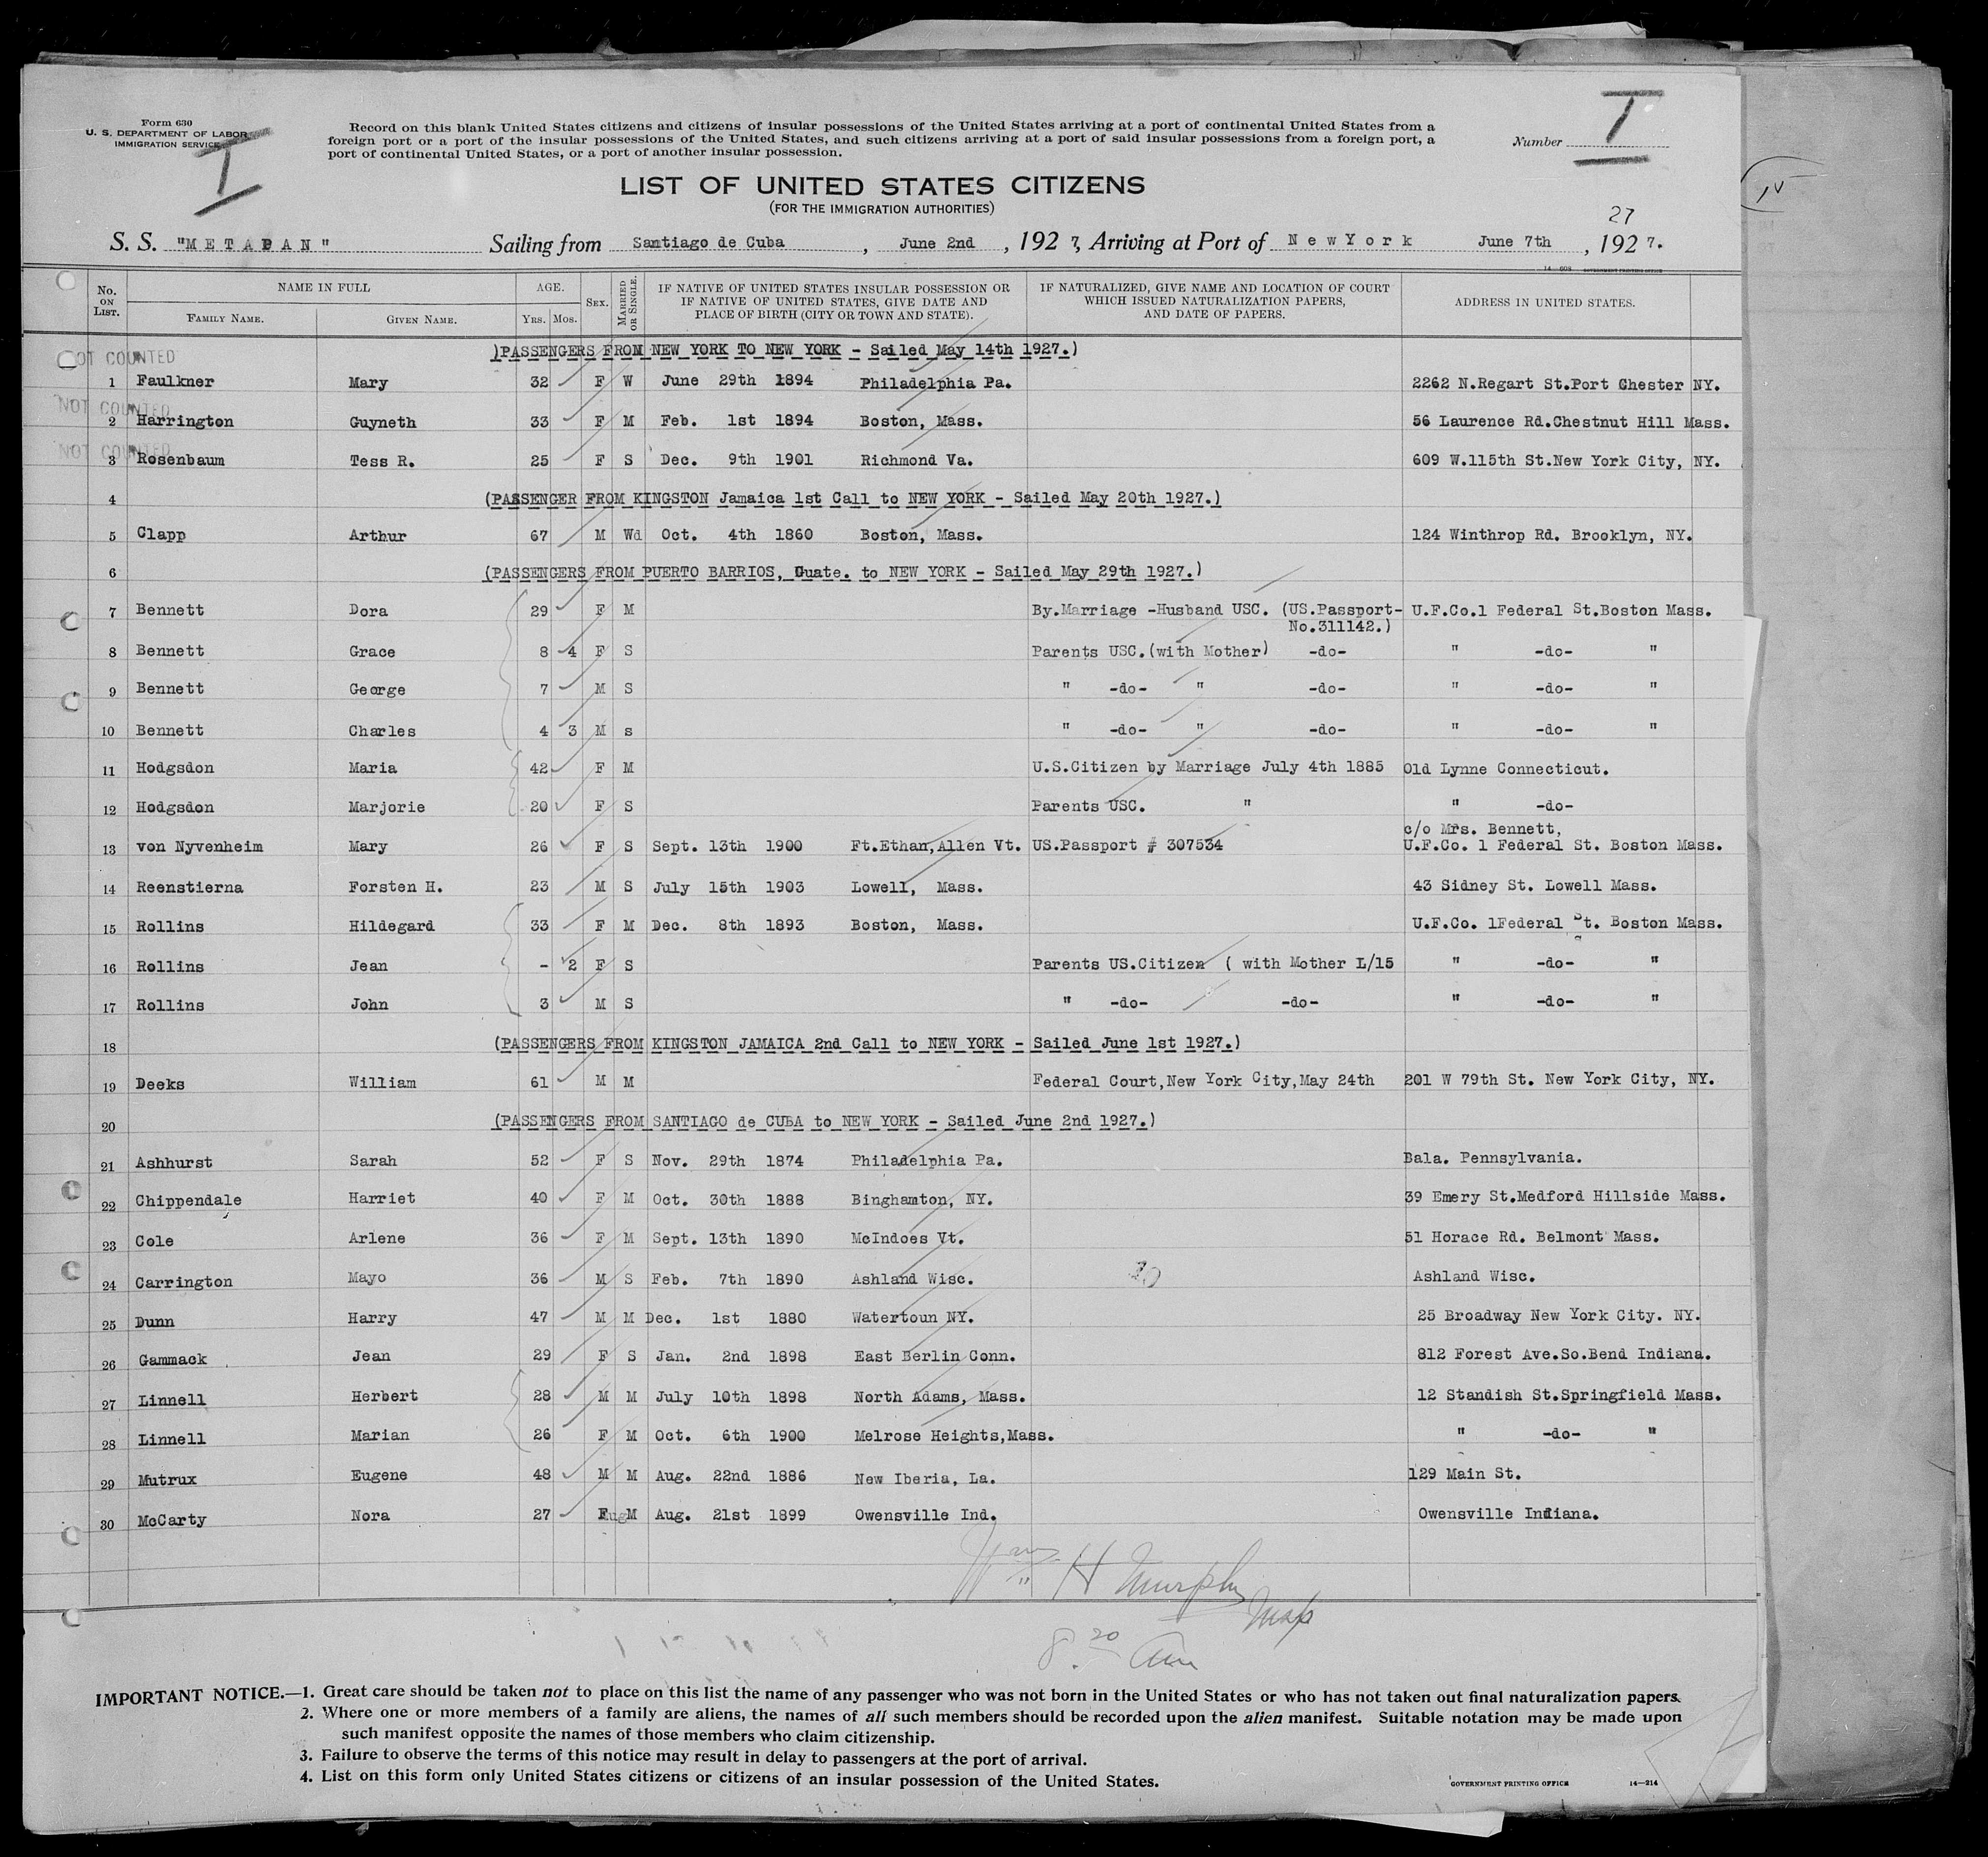 Form 630
U. S. DEPARTMENT OF LABOR
IMMIGRATION SERVICE
I
Record on this blank United States citizens and citizens of insular possessions of the United States arriving at a port of continental United States from a
foreign port or a port of the insular possessions of the United States, and such citizens arriving at a port of said insular possessions from a foreign port, a
port of continental United States, or a port of another insular possession.
Number I
LIST OF UNITED STATES CITIZENS
(FOR THE IMMIGRATION AUTHORITIES)
27
S. S. "METAPAN" Sailing from Santiago de Cuba, June 2nd, 1927, Arriving at Port of NewYork June 7th, 1927.
No. ON LIST. NAME IN FULL FAMILY NAME. GIVEN NAME. AGE. YRS. MOS. SEX. MARRIED OR SINGLE. IF NATIVE OF UNITED STATES INSULAR POSSESSION OR IF NATIVE OF UNITED STATES, GIVE DATE AND PLACE OF BIRTH (CITY OR TOWN AND STATE). IF NATURALIZED, GIVE NAME AND LOCATION OF COURT WHICH ISSUED NATURALIZATION PAPERS, AND DATE OF PAPERS. ADDRESS IN UNITED STATES.
)PASSENGERS FROM NEW YORK TO NEW YORK - Sailed May 14th 1927.)
NOT COUNTED
1 Faulkner Mary 32 F W June 29th 1894 Philadelphia Pa. 2262 N.Regart St.Port Chester NY.
NOT COUNTED
2 Harrington Guyneth 33 F M Feb. 1st 1894 Boston, Mass. 56 Laurence Rd.Chestnut Hill Mass.
NOT COUNTED
3 Rosenbaum Tess R. 25 F S Dec. 9th 1901 Richmond Va. 609 W.115th St.New York City, NY.
4 (PASSENGER FROM KINGSTON Jamaica 1st Call to NEW YORK - Sailed May 20th 1927.)
5 Clapp Arthur 67 M Wd Oct. 4th 1860 Boston, Mass. 124 Winthrop Rd. Brooklyn, NY.
6 (PASSENGERS FROM PUERTO BARRIOS, Guate. to NEW YORK - Sailed May 29th 1927.)
7 Bennett Dora 29 F M By.Marriage -Husband USC. (US.Passport- U.F.Co.1 Federal St.Boston Mass.
No.311142.)
8 Bennett Grace 8 4 F S Parents USC.(with Mother) -do- " -do- "
9 Bennett George 7 M S " -do- " -do- " -do- "
10 Bennett Charles 4 3 M s " -do- " -do- " -do- "
11 Hodgsdon Maria 42 F M U.S.Citizen by Marriage July 4th 1885 Old Lynne Connecticut.
12 Hodgsdon Marjorie 20 F S Parents USC. " " -do-
c/o Mrs. Bennett,
13 von Nyvenheim Mary 26 F S Sept. 13th 1900 Ft.Ethan,Allen Vt. US.Passport # 307534 U.F.Co. 1 Federal St. Boston Mass.
14 Reenstierna Forsten H. 23 M S July 15th 1903 Lowell, Mass. 43 Sidney St. Lowell Mass.
15 Rollins Hildegard 33 F M Dec. 8th 1893 Boston, Mass. U.F.Co. 1Federal St. Boston Mass.
16 Rollins Jean - 2 F S Parents US.Citizen ( with Mother L/15 " -do- "
17 Rollins John 3 M S " -do- -do- " -do- "
18 (PASSENGERS FROM KINGSTON JAMAICA 2nd Call to NEW YORK - Sailed June 1st 1927.)
19 Deeks William 61 M M Federal Court,New York City,May 24th 201 W 79th St. New York City, NY.
20 (PASSENGERS FROM SANTIAGO de CUBA to NEW YORK - Sailed June 2nd 1927.)
21 Ashhurst Sarah 52 F S Nov. 29th 1874 Philadelphia Pa. Bala. Pennsylvania.
22 Chippendale Harriet 40 F M Oct. 30th 1888 Binghamton, NY. 39 Emery St.Medford Hillside Mass.
23 Cole Arlene 36 F M Sept. 13th 1890 McIndoes Vt. 51 Horace Rd. Belmont Mass.
24 Carrington Mayo 36 M S Feb. 7th 1890 Ashland Wisc. Ashland Wisc.
25 Dunn Harry 47 M M Dec. 1st 1880 Watertoun NY. 25 Broadway New York City. NY.
26 Gammack Jean 29 F S Jan. 2nd 1898 East Berlin Conn. 812 Forest Ave.So.Bend Indiana.
27 Linnell Herbert 28 M M July 10th 1898 North Adams, Mass. 12 Standish St.Springfield Mass.
28 Linnell Marian 26 F M Oct. 6th 1900 Melrose Heights,Mass. " -do- "
29 Mutrux Eugene 48 M M Aug. 22nd 1886 New Iberia, La. 129 Main St.
30 McCarty Nora 27 F M Aug. 21st 1899 Owensville Ind. Owensville Indiana.
Wm H Murphy
8.20 am
IMPORTANT NOTICE.—1. Great care should be taken not to place on this list the name of any passenger who was not born in the United States or who has not taken out final naturalization papers.
2. Where one or more members of a family are aliens, the names of all such members should be recorded upon the alien manifest. Suitable notation may be made upon
such manifest opposite the names of those members who claim citizenship.
3. Failure to observe the terms of this notice may result in delay to passengers at the port of arrival.
4. List on this form only United States citizens or citizens of an insular possession of the United States.
GOVERNMENT PRINTING OFFICE 14—214